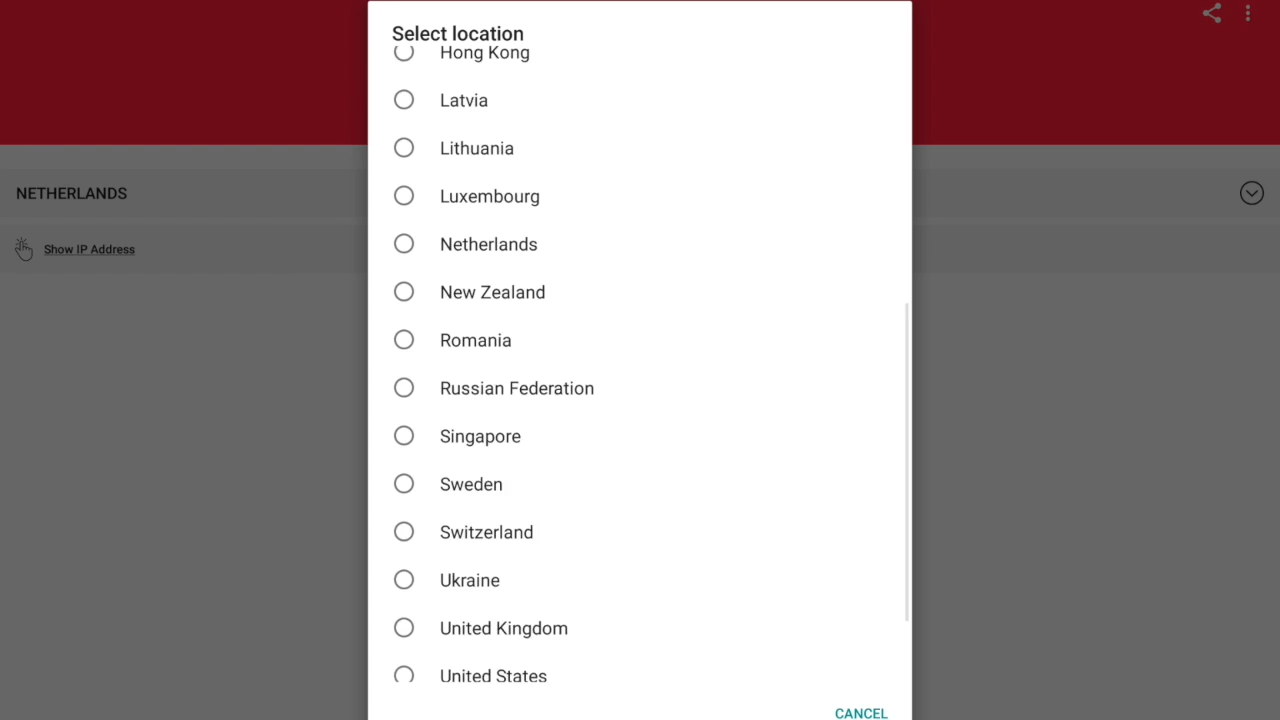 Select location
Hong Kong
Latvia
Lithuania
Luxembourg
NETHERLANDS
Netherlands
Show IP Address
New Zealand
Romania
Russian Federation
Singapore
Sweden
Switzerland
Ukraine
United Kingdom
United States
CANCEL